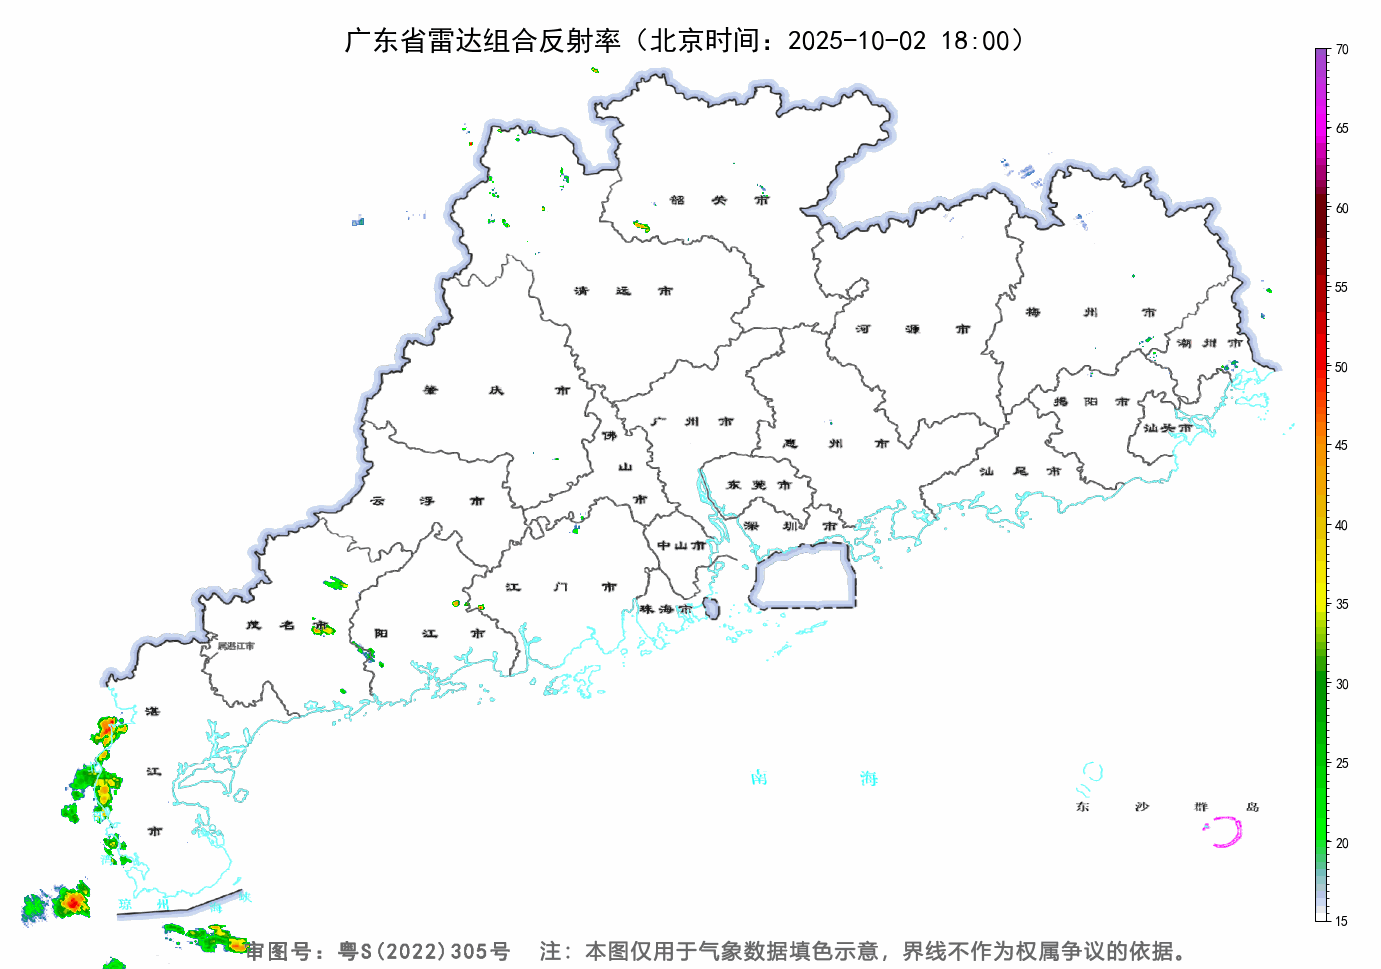 广东省雷达组合反射率（北京时间：2025-10-02 18:00）
70
65
60
55
50
45
40
35
30
25
20
15
韶关市
清远市
河源市
梅州市
潮州市
肇庆市
广州市
佛山市
惠州市
揭阳市
汕头市
汕尾市
东莞市
云浮市
深圳市
中山市
江门市
珠海市
茂名市
阳江市
属湛江市
湛江市
南海
东沙群岛
琼州海峡
审图号：粤S(2022)305号 注：本图仅用于气象数据填色示意，界线不作为权属争议的依据。